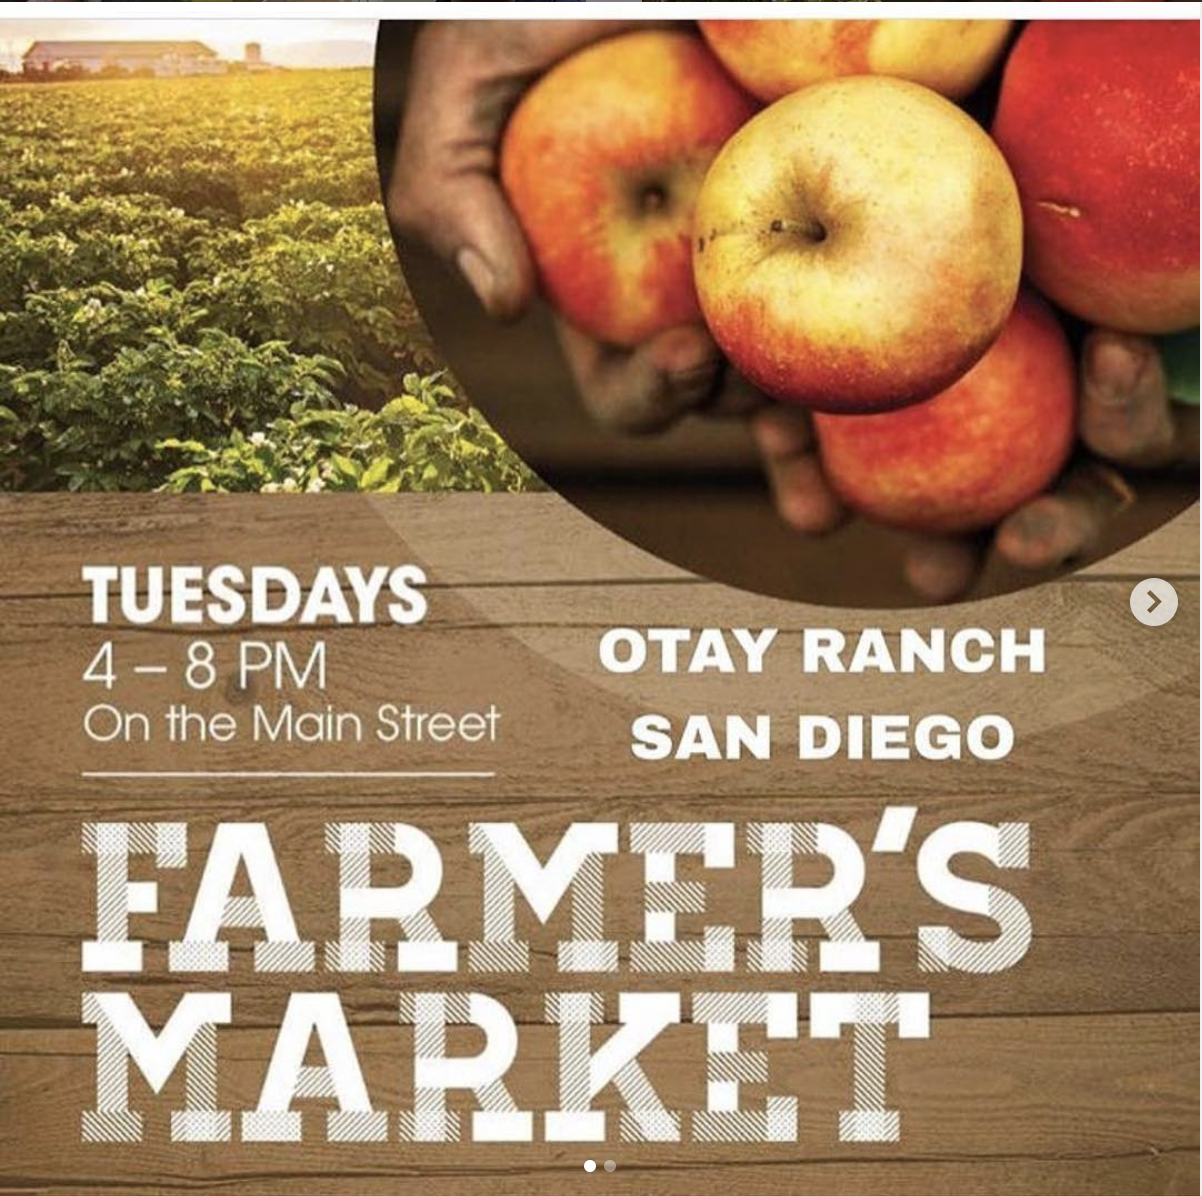 TUESDAYS
4 – 8 PM
On the Main Street
OTAY RANCH
SAN DIEGO
FARMER'S
MARKET